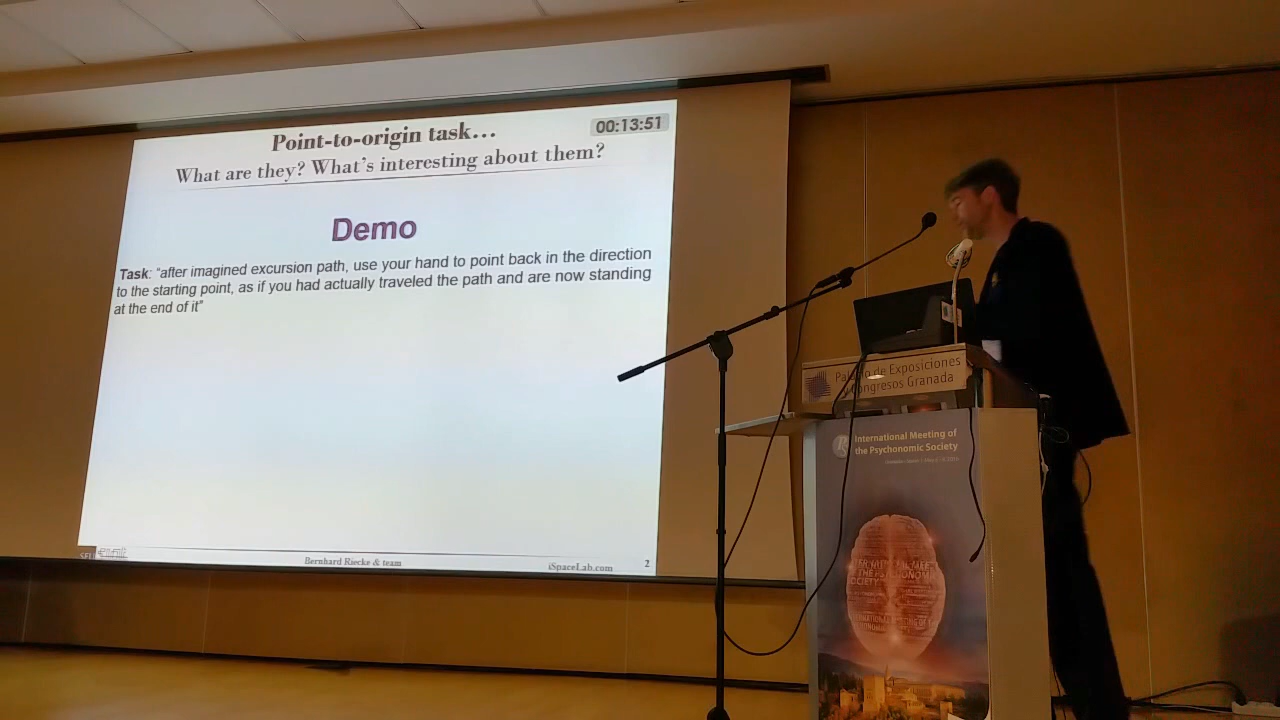 Point-to-origin task...
00:13:51
What are they? What's interesting about them?
Demo
Task: "after imagined excursion path, use your hand to point back in the direction
to the starting point, as if you had actually traveled the path and are now standing
at the end of it"
Bernhard Riecke & team
iSpaceLab.com
2
de Exposiciones
Congresos Granada
International Meeting of
the Psychonomic Society